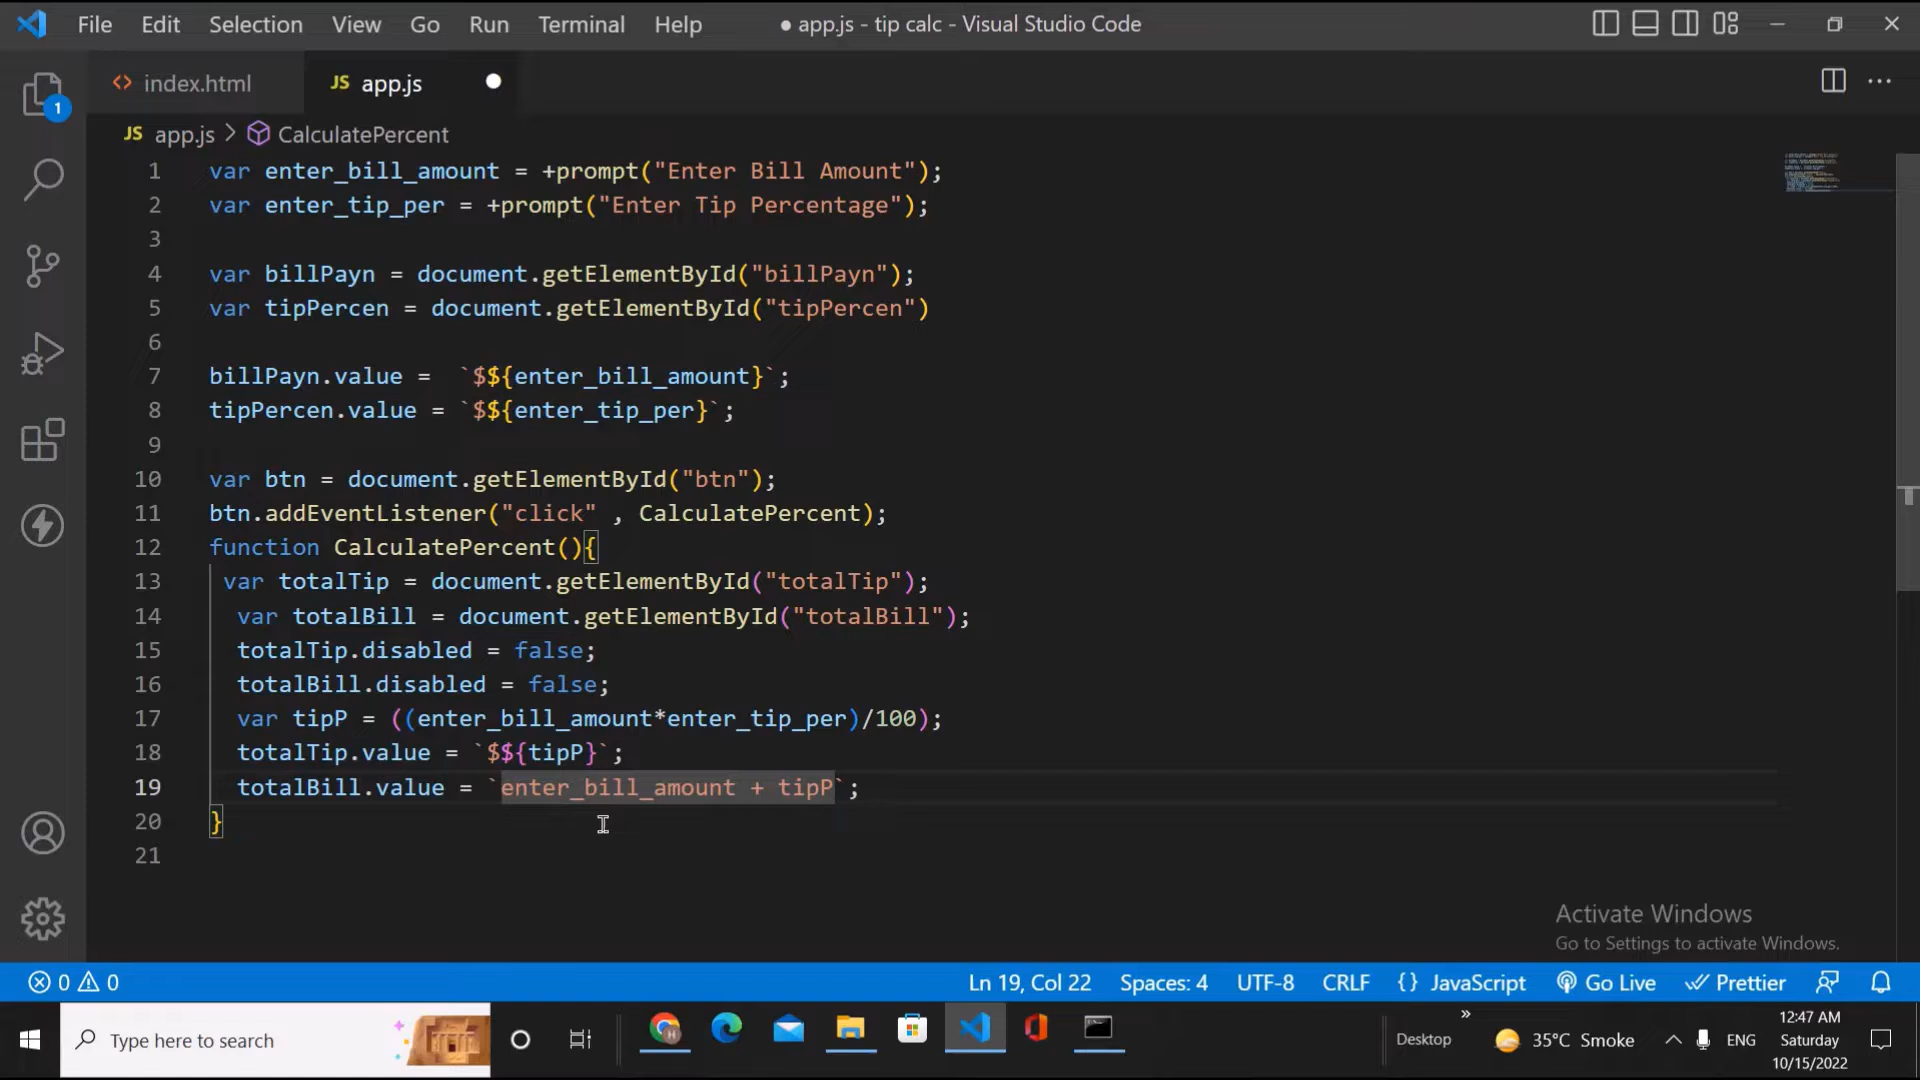 File Edit Selection View Go Run Terminal Help ● app.js - tip calc - Visual Studio Code
<> index.html JS app.js
1
JS app.js > CalculatePercent
1 var enter_bill_amount = +prompt("Enter Bill Amount");
2 var enter_tip_per = +prompt("Enter Tip Percentage");
3
4 var billPayn = document.getElementById("billPayn");
5 var tipPercen = document.getElementById("tipPercen")
6
7 billPayn.value =  `$${enter_bill_amount}`;
8 tipPercen.value = `$${enter_tip_per}`;
9
10 var btn = document.getElementById("btn");
11 btn.addEventListener("click" , CalculatePercent);
12 function CalculatePercent(){
13 var totalTip = document.getElementById("totalTip");
14 var totalBill = document.getElementById("totalBill");
15 totalTip.disabled = false;
16 totalBill.disabled = false;
17 var tipP = ((enter_bill_amount*enter_tip_per)/100);
18 totalTip.value = `$${tipP}`;
19 totalBill.value = `enter_bill_amount + tipP`;
20 }
21
Activate Windows
Go to Settings to activate Windows.
0 0 Ln 19, Col 22 Spaces: 4 UTF-8 CRLF {} JavaScript Go Live Prettier
Type here to search Desktop » 35°C Smoke ENG
12:47 AM
Saturday
10/15/2022